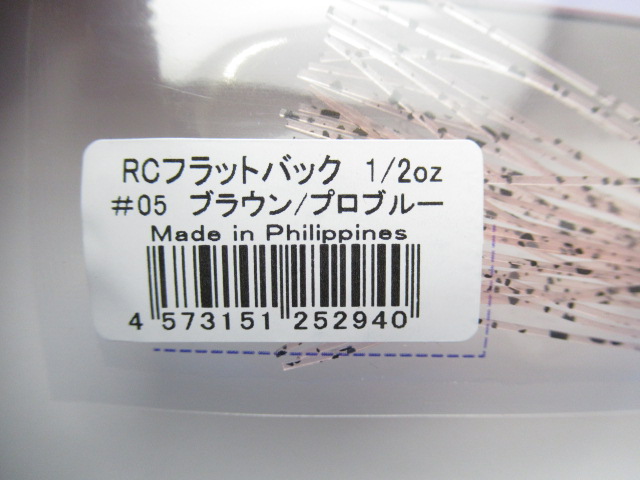 RCフラットバック 1/2oz
#05 ブラウン/プロブルー
Made in Philippines
4 573151 252940